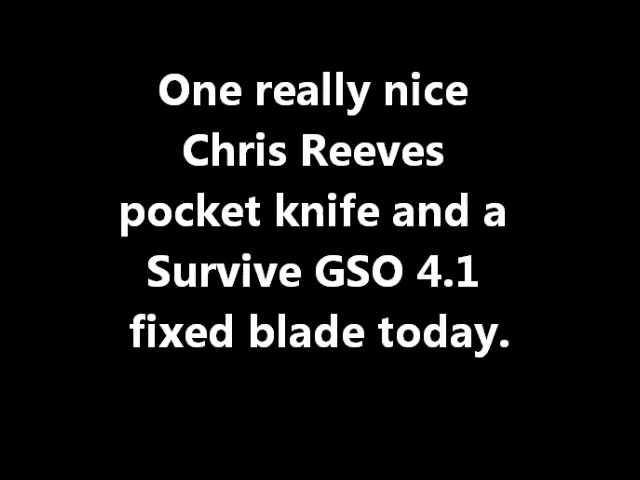 One really nice
Chris Reeves
pocket knife and a
Survive GSO 4.1
fixed blade today.